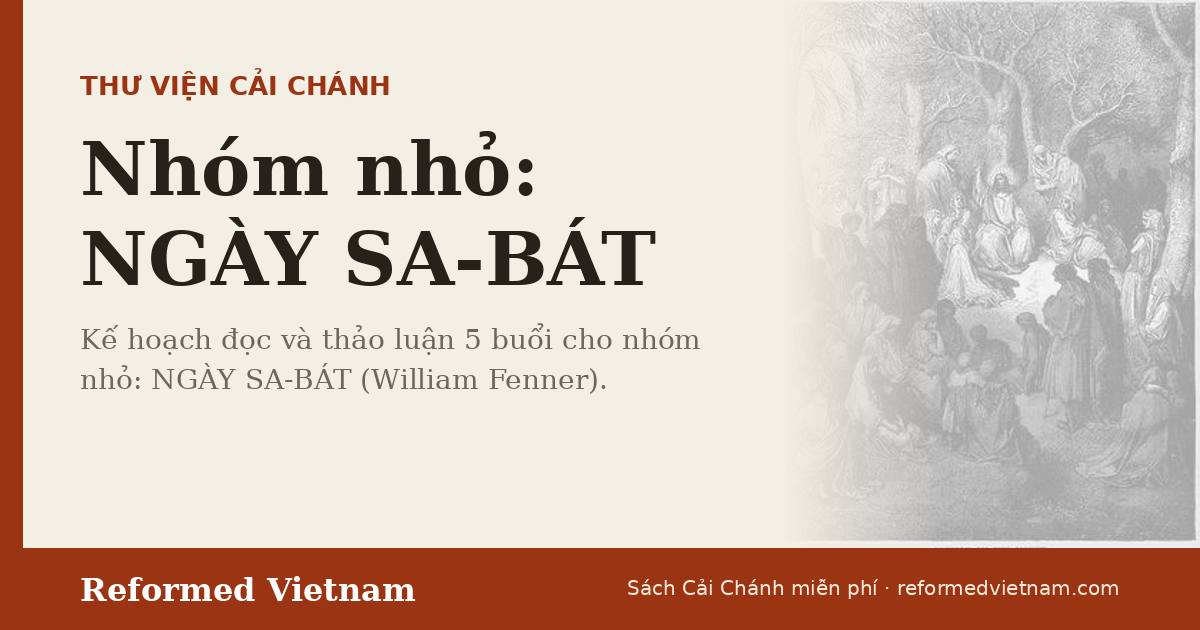 THƯ VIỆN CẢI CHÁNH
Nhóm nhỏ:
NGÀY SA-BÁT
Kế hoạch đọc và thảo luận 5 buổi cho nhóm
nhỏ: NGÀY SA-BÁT (William Fenner).
Reformed Vietnam
Sách Cải Chánh miễn phí · reformedvietnam.com